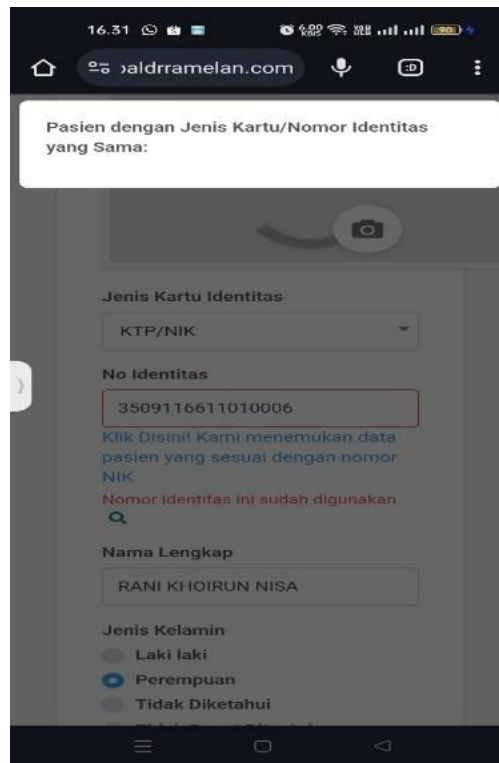 16.31
90
ɔaldrramelan.com
:D
Pasien dengan Jenis Kartu/Nomor Identitas
yang Sama:
Jenis Kartu Identitas
KTP/NIK
No Identitas
3509116611010006
Klik Disini! Kami menemukan data
pasien yang sesuai dengan nomor
NIK
Nomor identitas ini sudah digunakan
Nama Lengkap
RANI KHOIRUN NISA
Jenis Kelamin
Laki laki
Perempuan
Tidak Diketahui